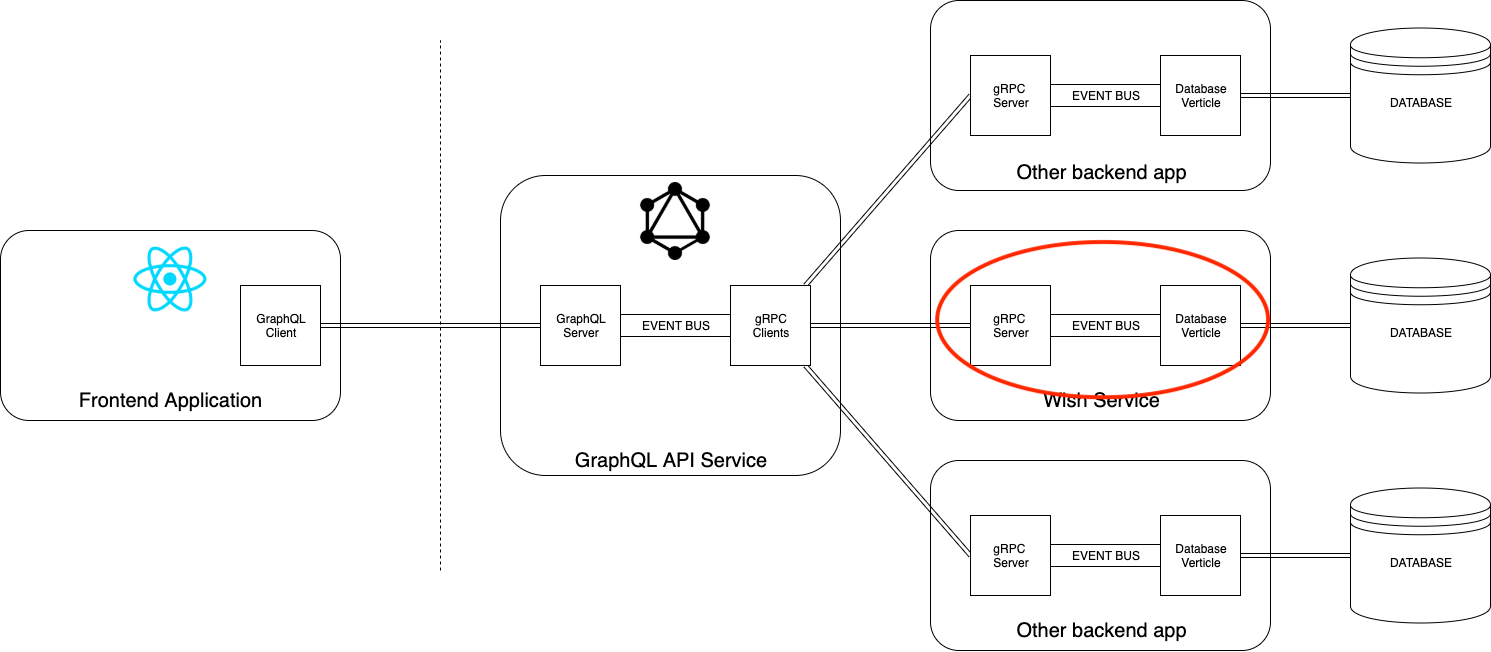 gRPC
Server
EVENT BUS
Database
Verticle
DATABASE
Other backend app
GraphQL
Client
Frontend Application
GraphQL
Server
EVENT BUS
gRPC
Clients
GraphQL API Service
gRPC
Server
EVENT BUS
Database
Verticle
DATABASE
Wish Service
gRPC
Server
EVENT BUS
Database
Verticle
DATABASE
Other backend app